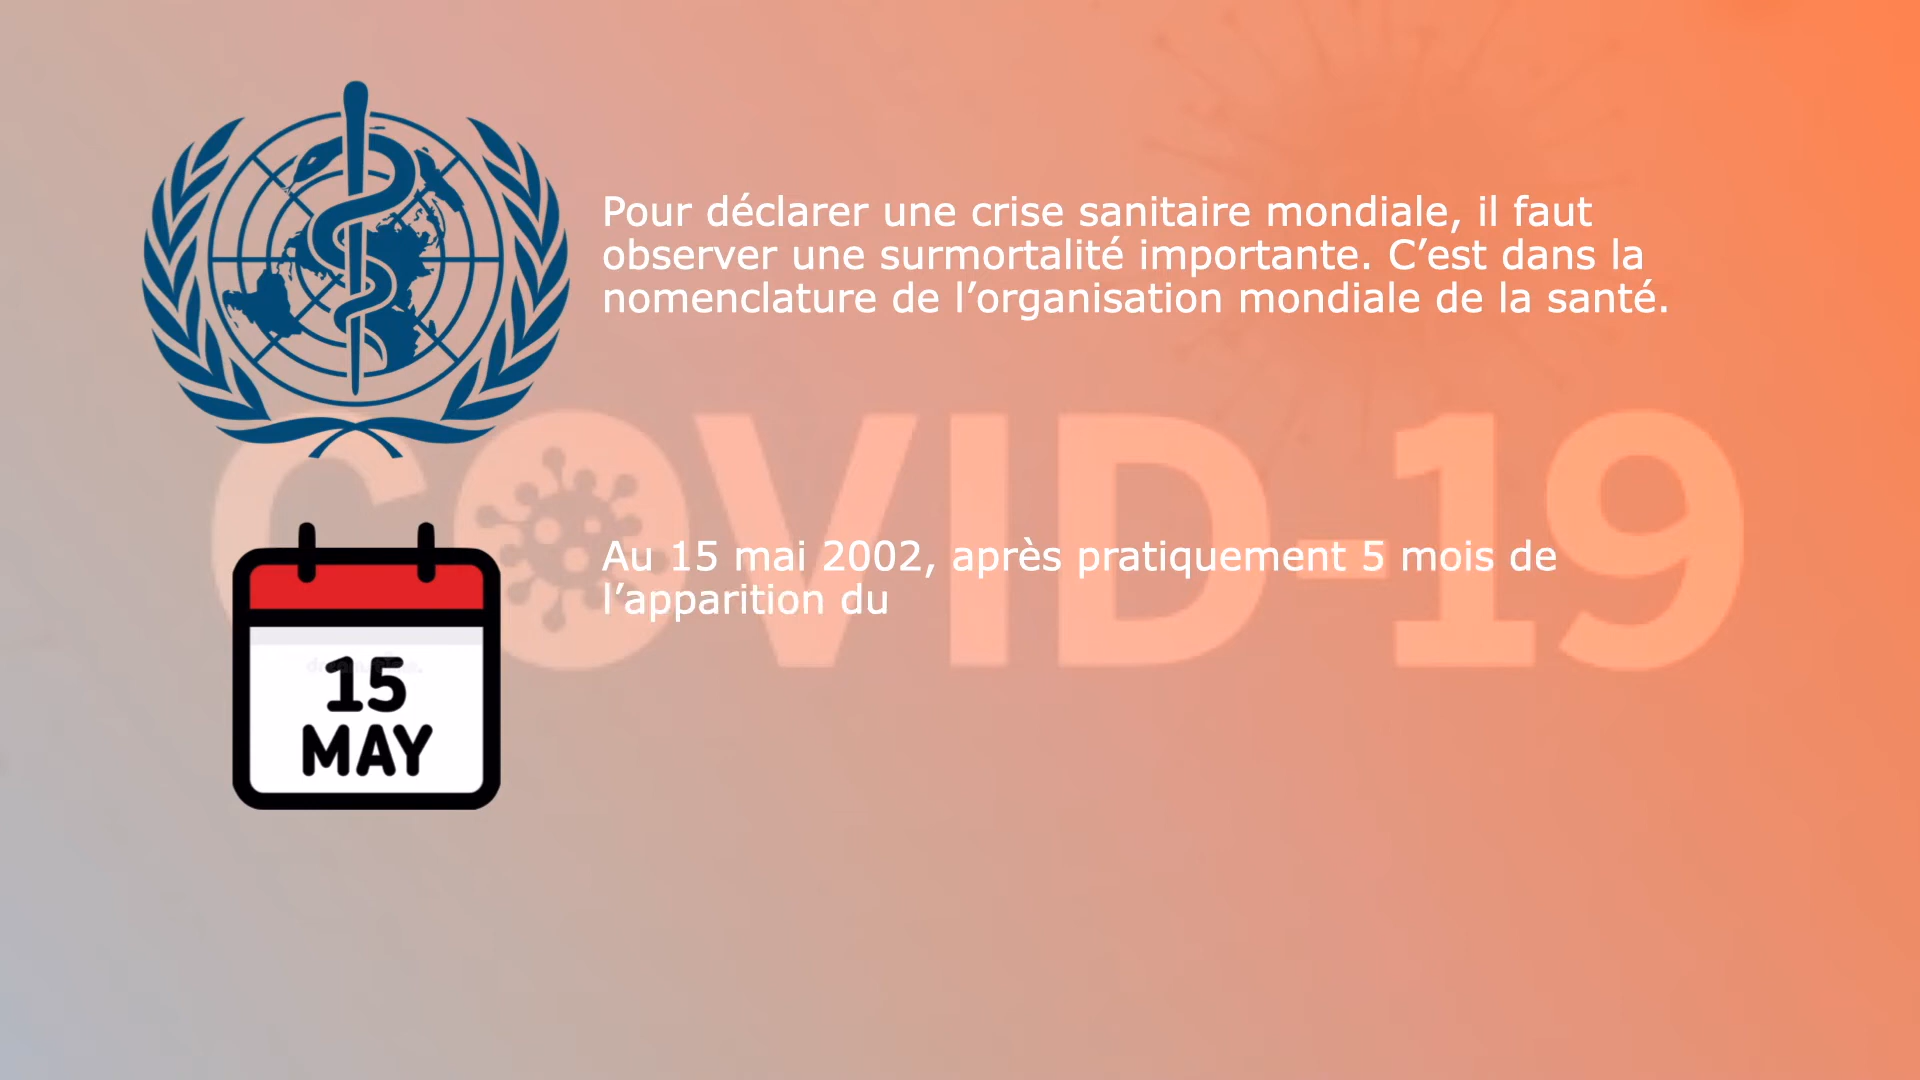 Pour déclarer une crise sanitaire mondiale, il faut
observer une surmortalité importante. C’est dans la
nomenclature de l’organisation mondiale de la santé.
COVID-19
Au 15 mai 2002, après pratiquement 5 mois de
l’apparition du
15
MAY